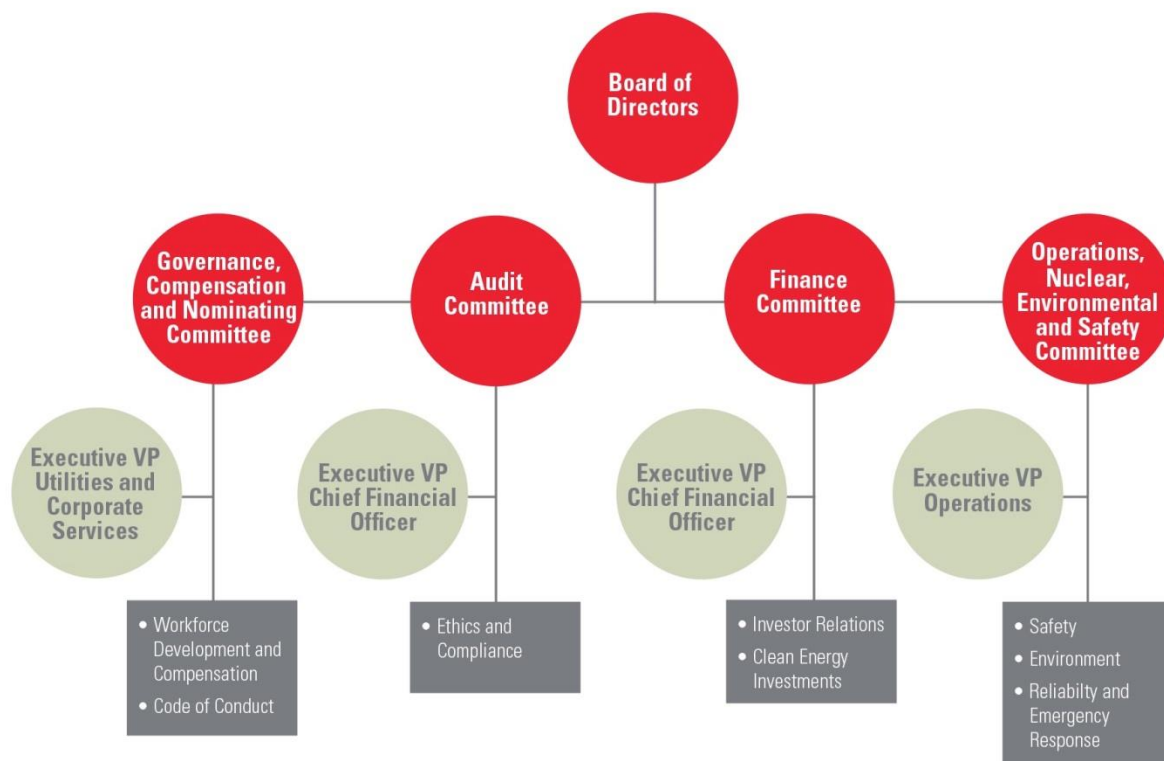 Board of
Directors
Governance,
Compensation
and Nominating
Committee
Audit
Committee
Finance
Committee
Operations,
Nuclear,
Environmental
and Safety
Committee
Executive VP
Utilities and
Corporate
Services
Executive VP
Chief Financial
Officer
Executive VP
Chief Financial
Officer
Executive VP
Operations
• Workforce
Development and
Compensation
• Code of Conduct
• Ethics and
Compliance
• Investor Relations
• Clean Energy
Investments
• Safety
• Environment
• Reliabilty and
Emergency
Response